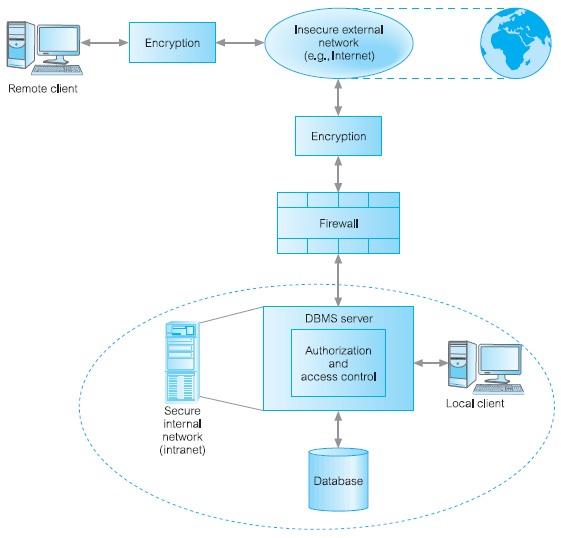 Remote client
Encryption
Insecure external
network
(e.g., Internet)
Encryption
Firewall
DBMS server
Authorization
and
access control
Secure
internal
network
(intranet)
Local client
Database